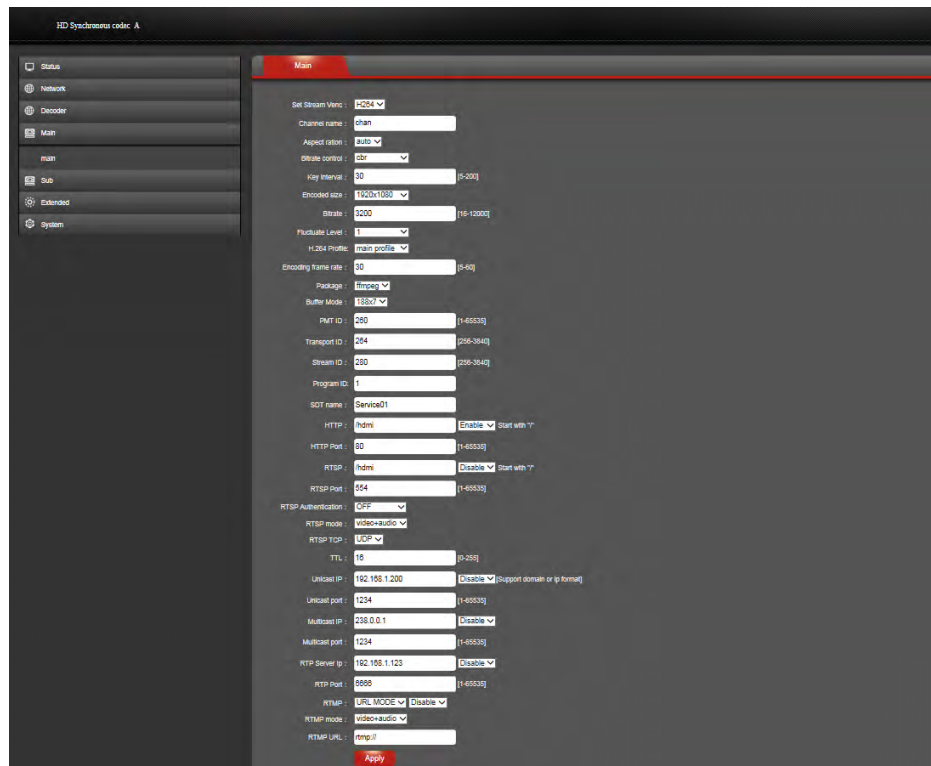 HD Synchronous codec A
Status
Network
Decoder
Main
main
Sub
Extended
System
Main
Set Stream Venc : H264
Channel name : chan
Aspect ration : auto
Bitrate control : cbr
Key interval : 30 [5-200]
Encoded size : 1920x1080
Bitrate : 3200 [16-12000]
Fluctuate Level : 1
H.264 Profile: main profile
Encoding frame rate : 30 [5-60]
Package : ffmpeg
Buffer Mode : 188x7
PMT ID : 260 [1-65535]
Transport ID : 264 [256-3840]
Stream ID : 280 [256-3840]
Program ID: 1
SDT name : Service01
HTTP : /hdmi Enable Start with "/"
HTTP Port : 80 [1-65535]
RTSP : /hdmi Disable Start with "/"
RTSP Port : 554 [1-65535]
RTSP Authentication : OFF
RTSP mode : video+audio
RTSP TCP : UDP
TTL : 16 [0-255]
Unicast IP : 192.168.1.200 Disable [Support domain or ip format]
Unicast port : 1234 [1-65535]
Multicast IP : 238.0.0.1 Disable
Multicast port : 1234 [1-65535]
RTP Server Ip : 192.168.1.123 Disable
RTP Port : 6666 [1-65535]
RTMP : URL MODE Disable
RTMP mode : video+audio
RTMP URL : rtmp://
Apply